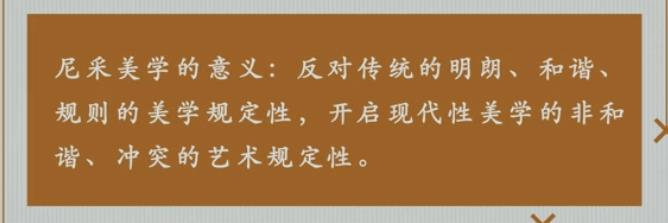 尼采美学的意义：反对传统的明朗、和谐、
规则的美学规定性，开启现代性美学的非和
谐、冲突的艺术规定性。